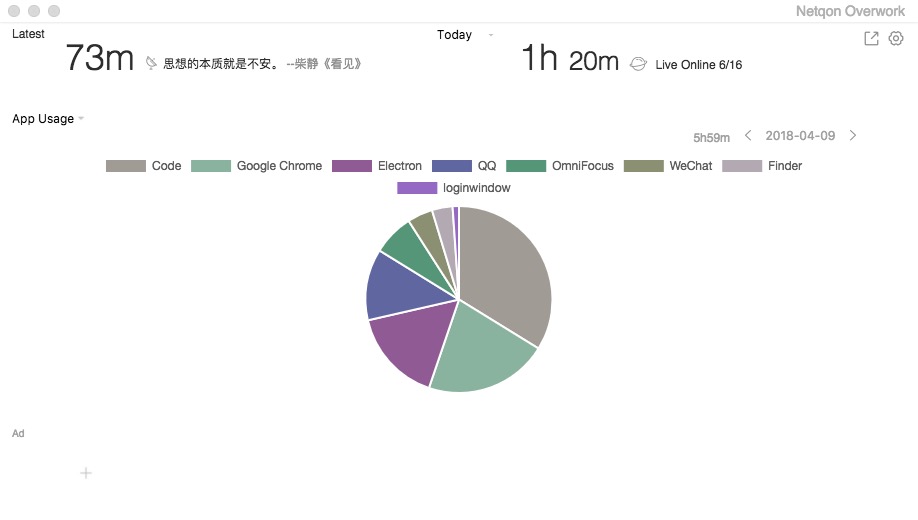 Netqon Overwork
Latest
73m 思想的本质就是不安。 --柴静《看见》
Today
1h 20m Live Online 6/16
App Usage
5h59m 2018-04-09
Code Google Chrome Electron QQ OmniFocus WeChat Finder
loginwindow
Ad